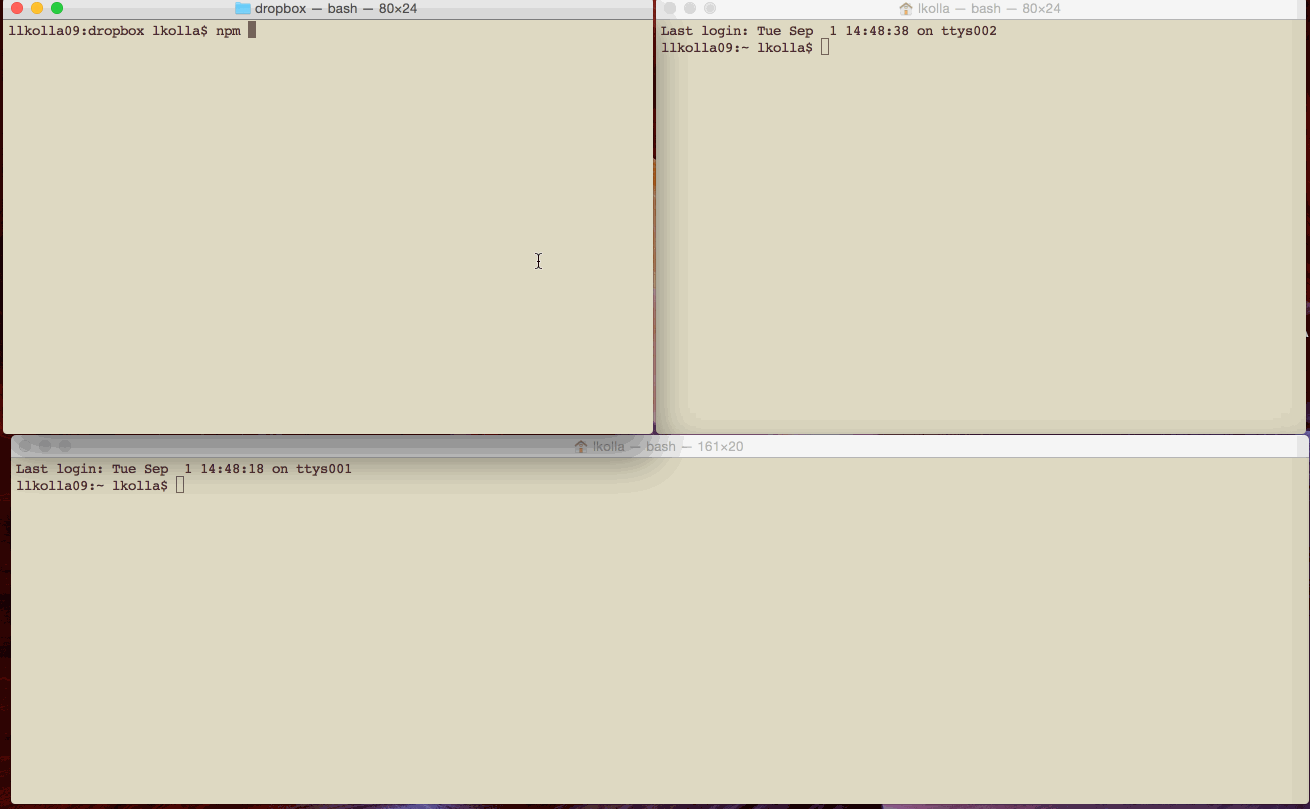 dropbox — bash — 80×24
llkolla09:dropbox lkolla$ npm
lkolla — bash — 80×24
Last login: Tue Sep  1 14:48:38 on ttys002
llkolla09:~ lkolla$
lkolla — bash — 161×20
Last login: Tue Sep  1 14:48:18 on ttys001
llkolla09:~ lkolla$